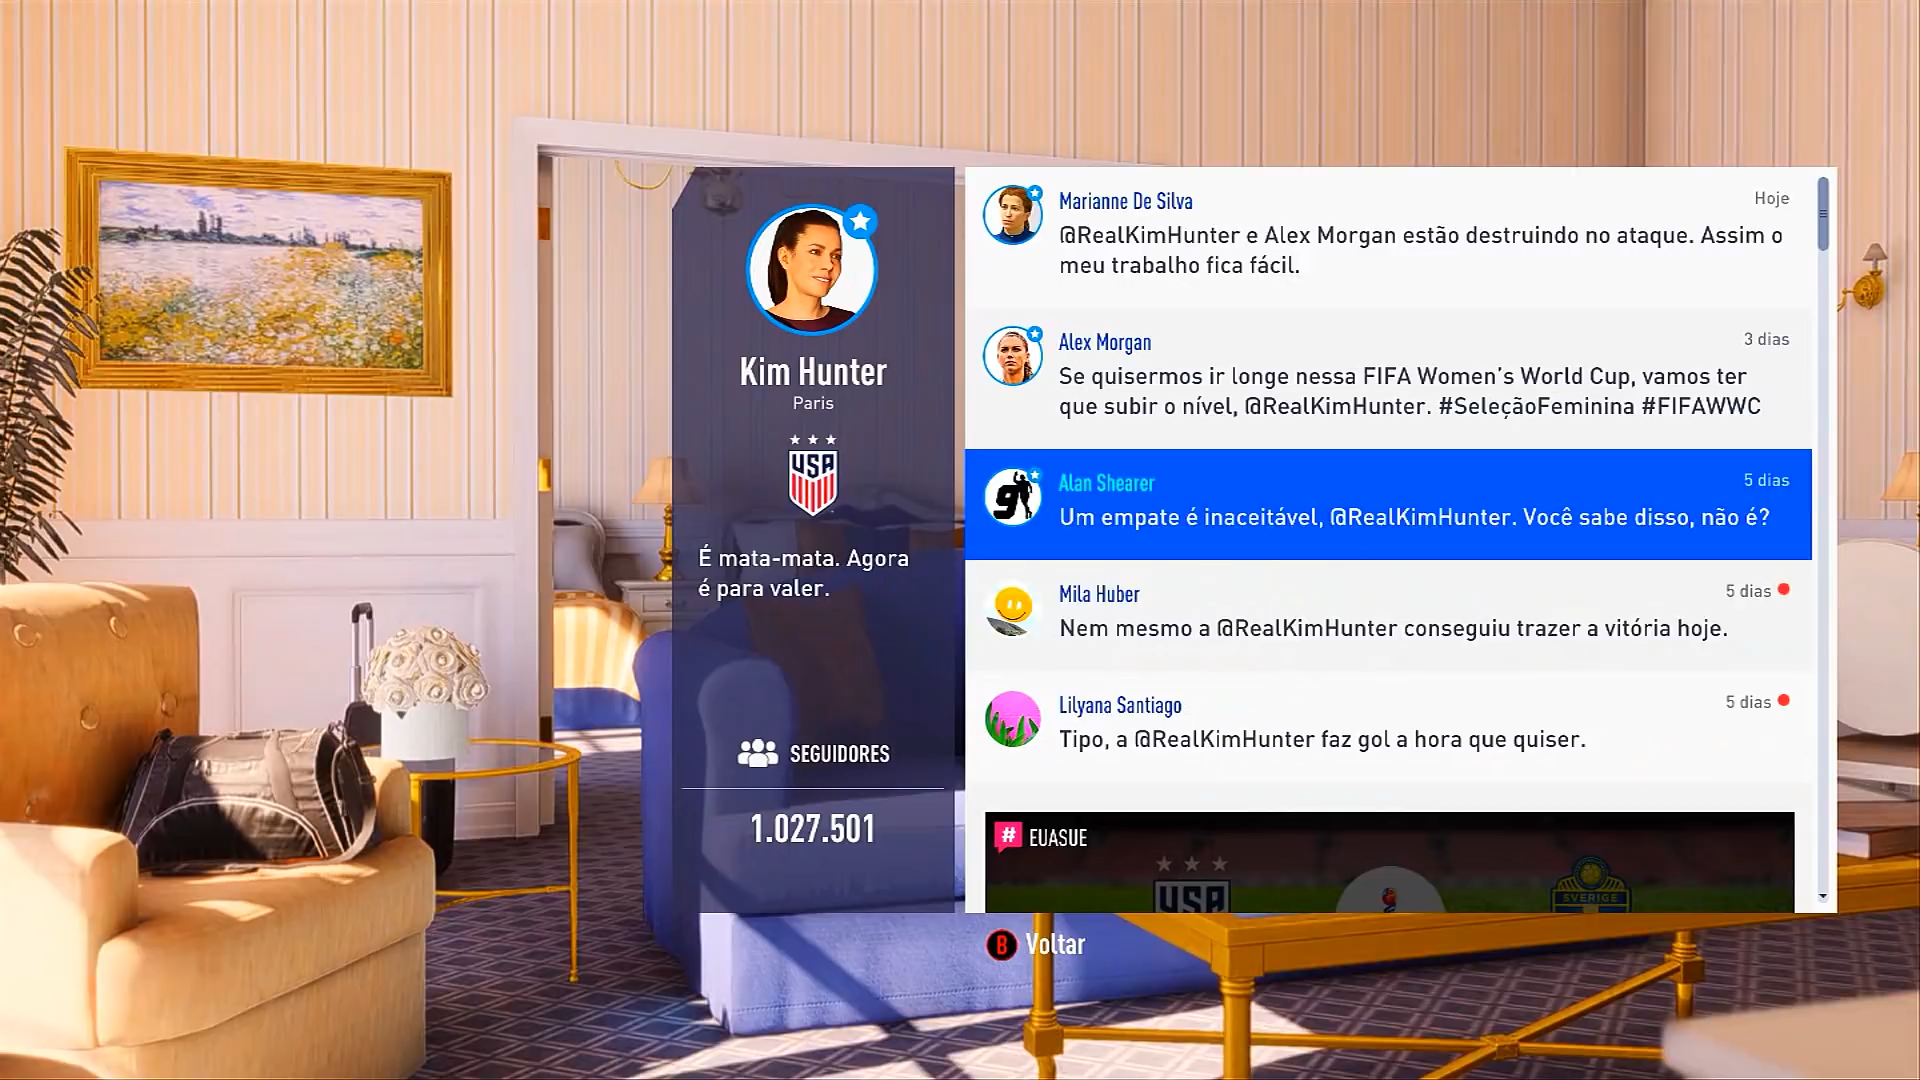 Kim Hunter
Paris
USA
É mata-mata. Agora
é para valer.
SEGUIDORES
1.027.501
Marianne De Silva
Hoje
@RealKimHunter e Alex Morgan estão destruindo no ataque. Assim o
meu trabalho fica fácil.
Alex Morgan
3 dias
Se quisermos ir longe nessa FIFA Women's World Cup, vamos ter
que subir o nível, @RealKimHunter. #SeleçãoFeminina #FIFAWWC
9
Alan Shearer
5 dias
Um empate é inaceitável, @RealKimHunter. Você sabe disso, não é?
Mila Huber
5 dias
Nem mesmo a @RealKimHunter conseguiu trazer a vitória hoje.
Lilyana Santiago
5 dias
Tipo, a @RealKimHunter faz gol a hora que quiser.
# EUASUE
USA
SVERIGE
B Voltar